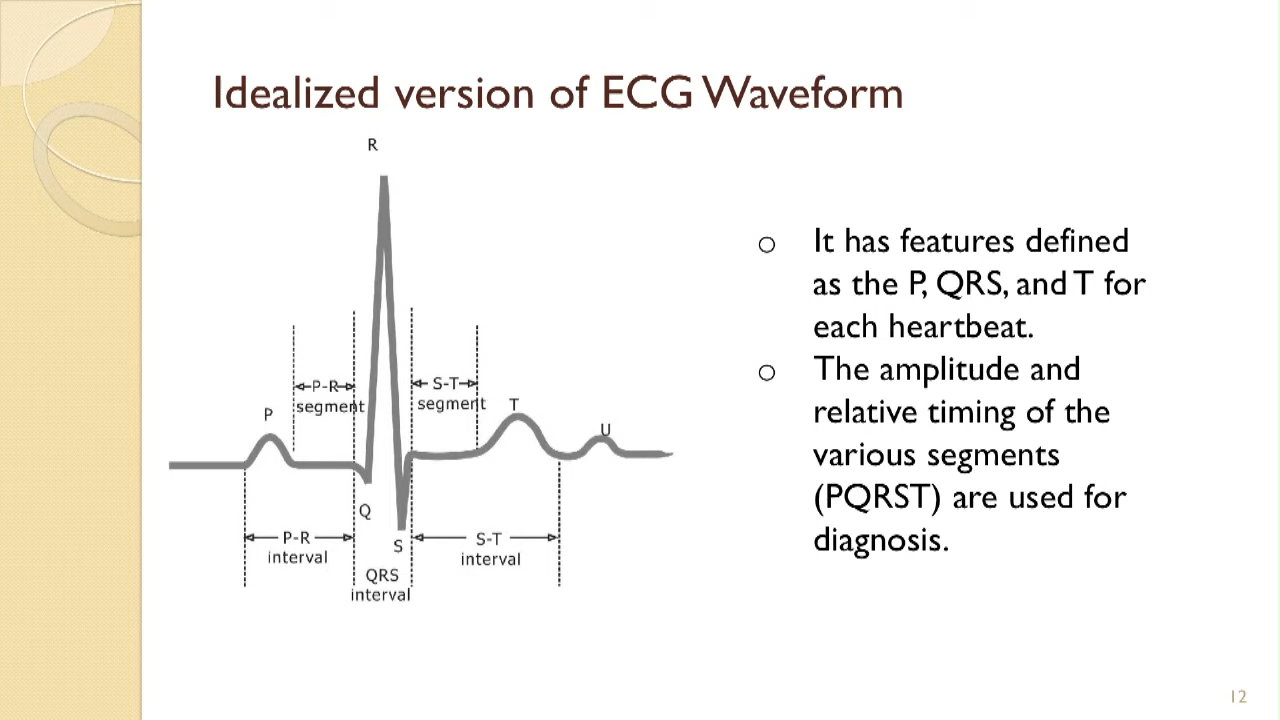 Idealized version of ECG Waveform
R
P-R
segment
S-T
segment
P
T
U
Q
S
P-R
interval
S-T
interval
QRS
interval
o It has features defined
as the P, QRS, and T for
each heartbeat.
o The amplitude and
relative timing of the
various segments
(PQRST) are used for
diagnosis.
12